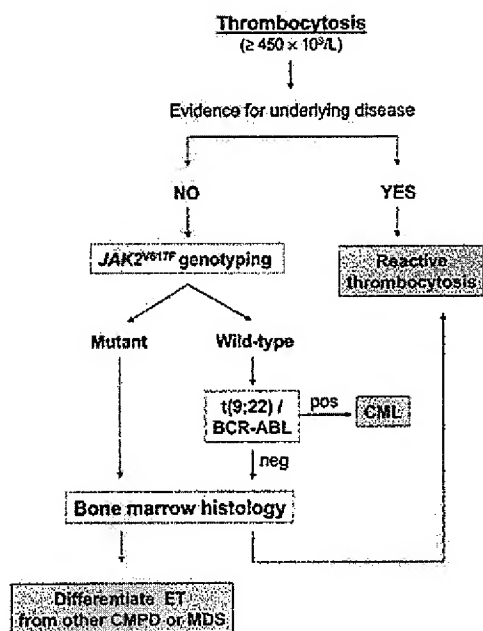 Thrombocytosis
(≥ 450 × 10⁹/L)
Evidence for underlying disease
NO
YES
JAK2ⱽ⁶¹⁷ᶠ genotyping
Reactive
thrombocytosis
Mutant
Wild-type
t(9;22) /
BCR-ABL
pos
CML
neg
Bone marrow histology
Differentiate ET
from other CMPD or MDS